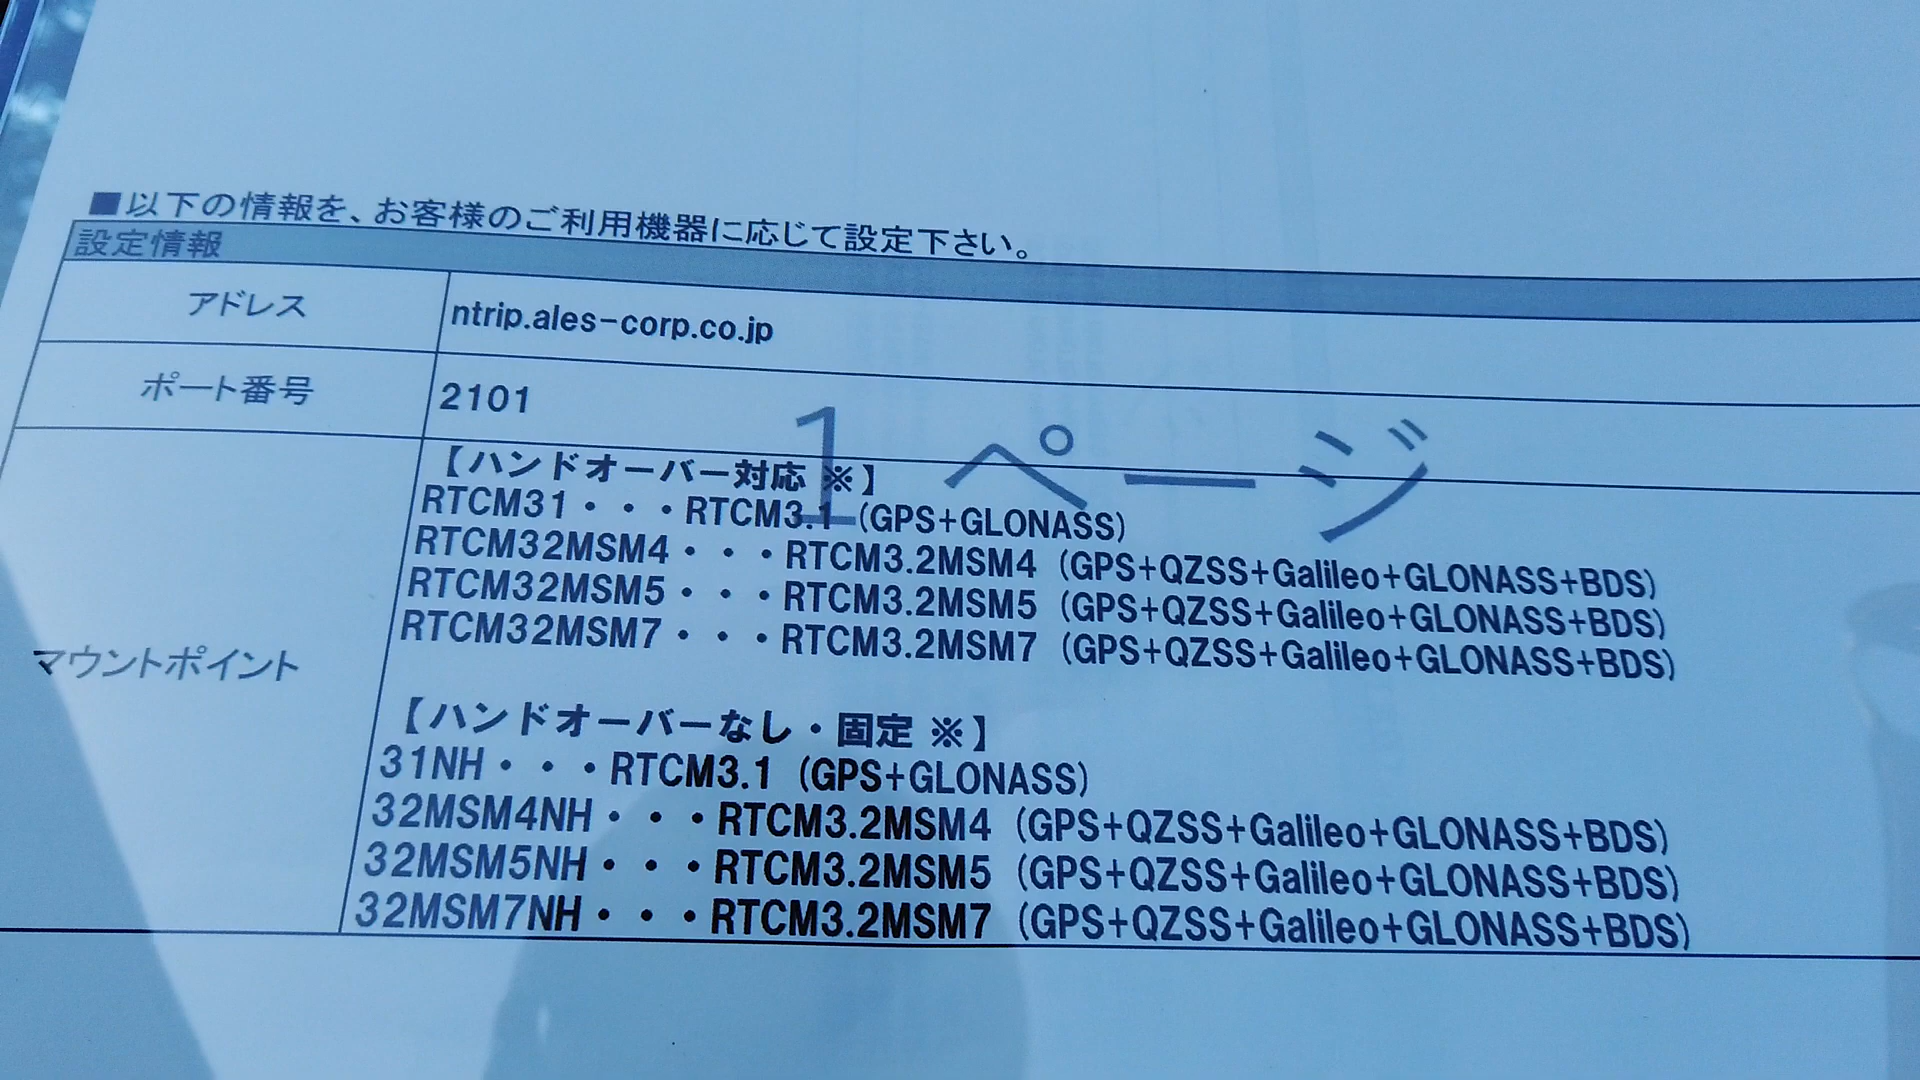 ■以下の情報を、お客様のご利用機器に応じて設定下さい。
設定情報
アドレス
ntrip.ales-corp.co.jp
ポート番号
2101
1 ページ
マウントポイント
【ハンドオーバー対応 ※】
RTCM31・・・RTCM3.1 (GPS+GLONASS)
RTCM32MSM4・・・RTCM3.2MSM4 (GPS+QZSS+Galileo+GLONASS+BDS)
RTCM32MSM5・・・RTCM3.2MSM5 (GPS+QZSS+Galileo+GLONASS+BDS)
RTCM32MSM7・・・RTCM3.2MSM7 (GPS+QZSS+Galileo+GLONASS+BDS)
【ハンドオーバーなし・固定 ※】
31NH・・・RTCM3.1 (GPS+GLONASS)
32MSM4NH・・・RTCM3.2MSM4 (GPS+QZSS+Galileo+GLONASS+BDS)
32MSM5NH・・・RTCM3.2MSM5 (GPS+QZSS+Galileo+GLONASS+BDS)
32MSM7NH・・・RTCM3.2MSM7 (GPS+QZSS+Galileo+GLONASS+BDS)